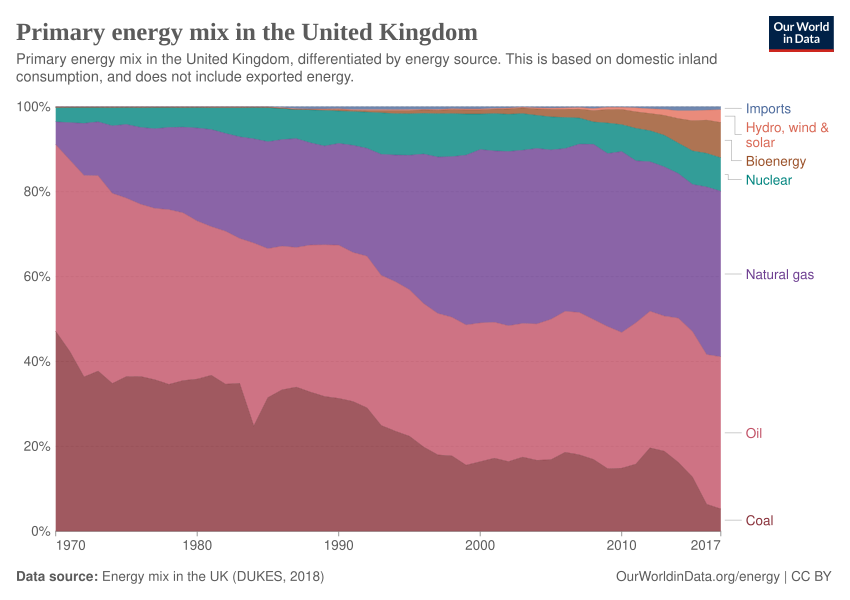 Primary energy mix in the United Kingdom
Our World
in Data
Primary energy mix in the United Kingdom, differentiated by energy source. This is based on domestic inland
consumption, and does not include exported energy.
100%
80%
60%
40%
20%
0%
Imports
Hydro, wind &
solar
Bioenergy
Nuclear
Natural gas
Oil
Coal
1970
1980
1990
2000
2010
2017
Data source: Energy mix in the UK (DUKES, 2018)
OurWorldinData.org/energy | CC BY